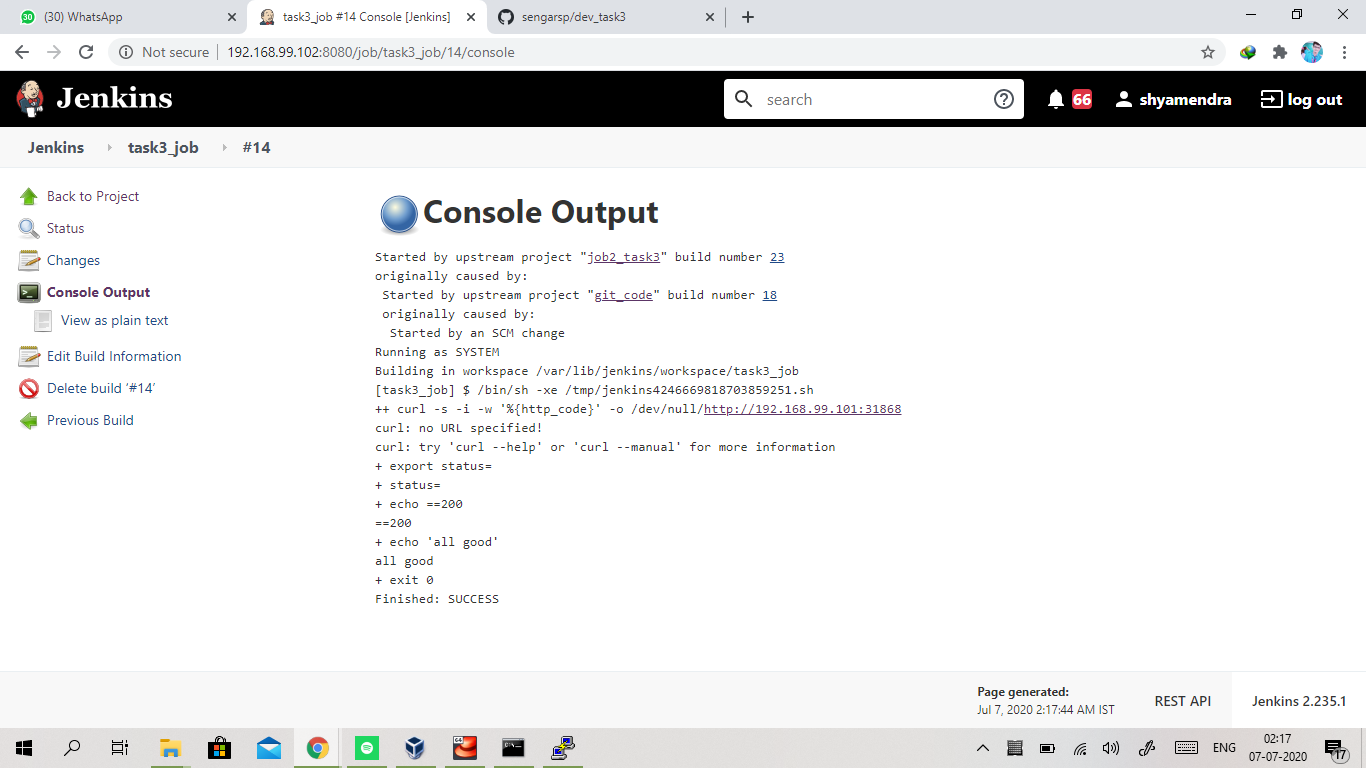 (30) WhatsApp
task3_job #14 Console [Jenkins]
sengarsp/dev_task3
Not secure
192.168.99.102:8080/job/task3_job/14/console
Jenkins
search
66
shyamendra
log out
Jenkins
task3_job
#14
Back to Project
Status
Changes
Console Output
View as plain text
Edit Build Information
Delete build ‘#14’
Previous Build
Console Output
Started by upstream project "job2_task3" build number 23
originally caused by:
Started by upstream project "git_code" build number 18
originally caused by:
Started by an SCM change
Running as SYSTEM
Building in workspace /var/lib/jenkins/workspace/task3_job
[task3_job] $ /bin/sh -xe /tmp/jenkins4246669818703859251.sh
++ curl -s -i -w '%{http_code}' -o /dev/null/http://192.168.99.101:31868
curl: no URL specified!
curl: try 'curl --help' or 'curl --manual' for more information
+ export status=
+ status=
+ echo ==200
==200
+ echo 'all good'
all good
+ exit 0
Finished: SUCCESS
Page generated:
Jul 7, 2020 2:17:44 AM IST
REST API
Jenkins 2.235.1
ENG
02:17
07-07-2020
17